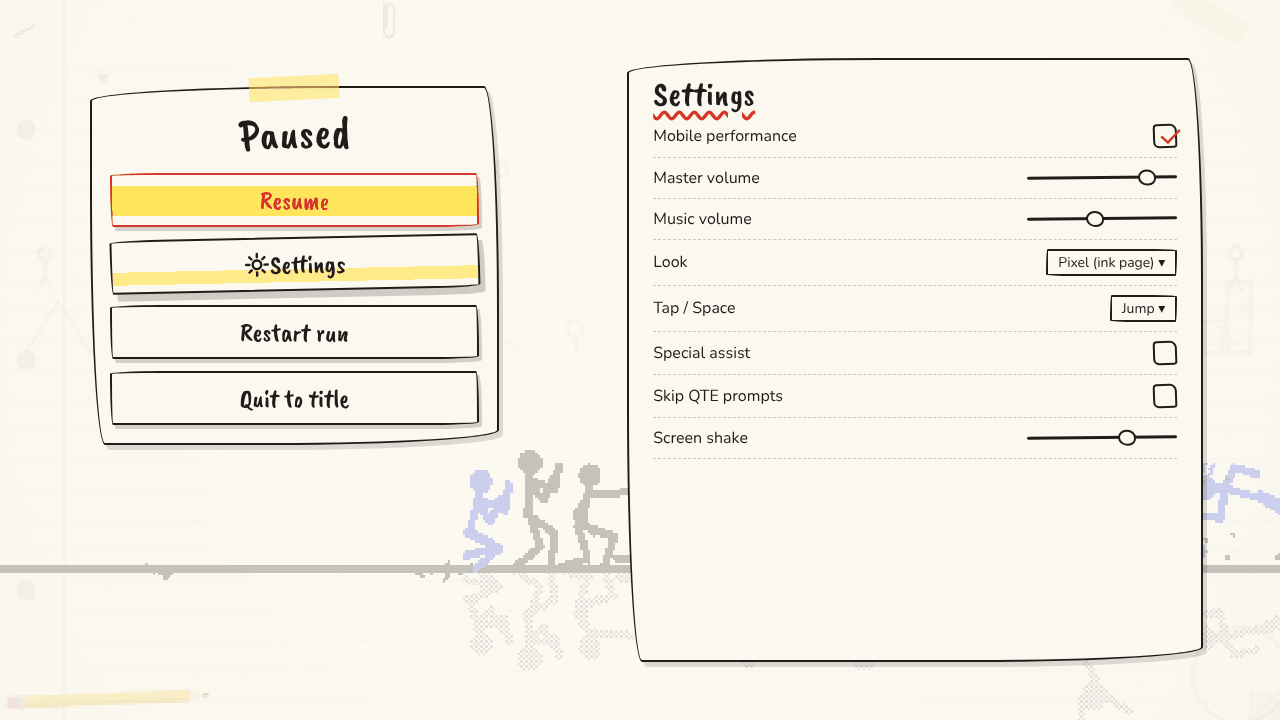 Paused
Resume
Settings
Restart run
Quit to title
Settings
Mobile performance
Master volume
Music volume
Look
Pixel (ink page) ▾
Tap / Space
Jump ▾
Special assist
Skip QTE prompts
Screen shake